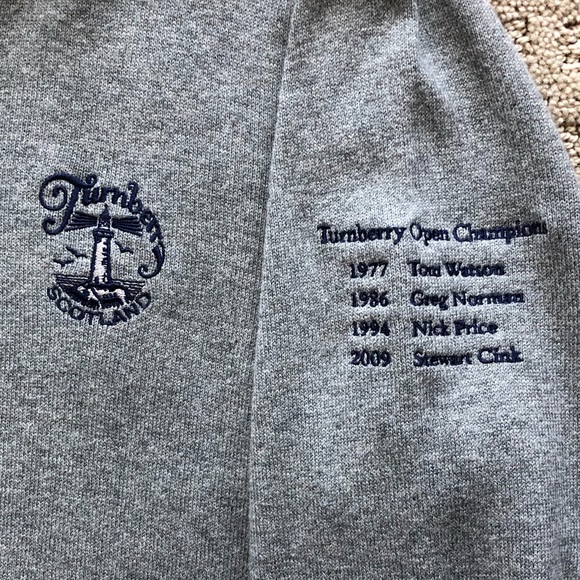 Turnberry
SCOTLAND
Turnberry Open Champions
1977 Tom Watson
1986 Greg Norman
1994 Nick Price
2009 Stewart Cink